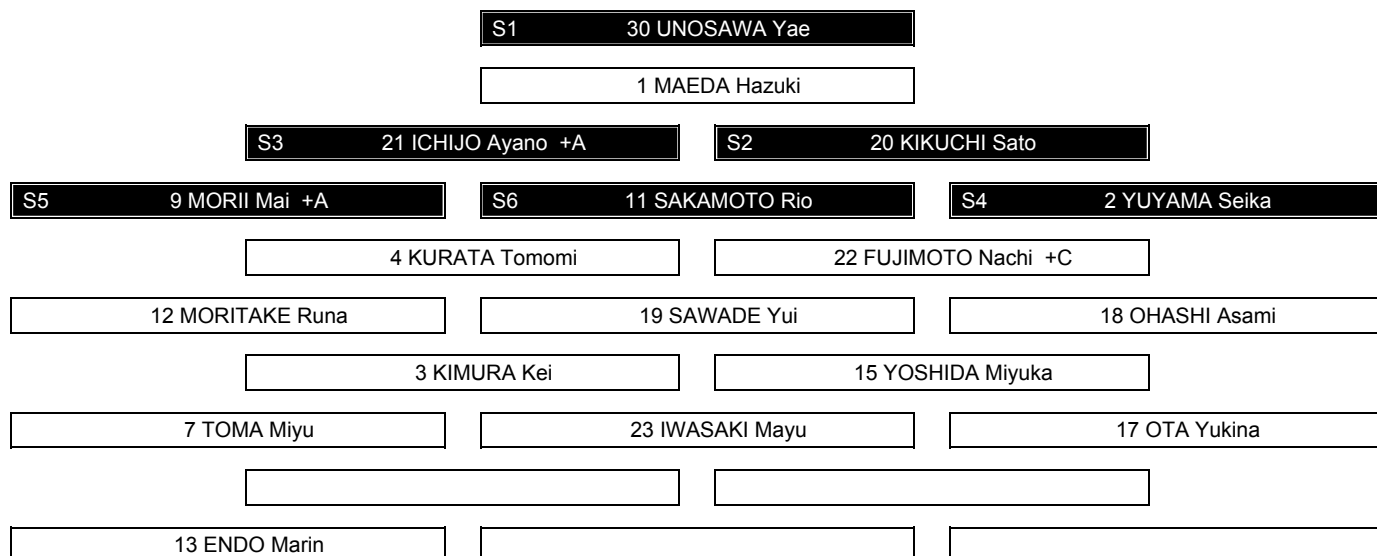 S1 30 UNOSAWA Yae
1 MAEDA Hazuki
S3 21 ICHIJO Ayano +A S2 20 KIKUCHI Sato
S5 9 MORII Mai +A S6 11 SAKAMOTO Rio S4 2 YUYAMA Seika
4 KURATA Tomomi 22 FUJIMOTO Nachi +C
12 MORITAKE Runa 19 SAWADE Yui 18 OHASHI Asami
3 KIMURA Kei 15 YOSHIDA Miyuka
7 TOMA Miyu 23 IWASAKI Mayu 17 OTA Yukina
13 ENDO Marin